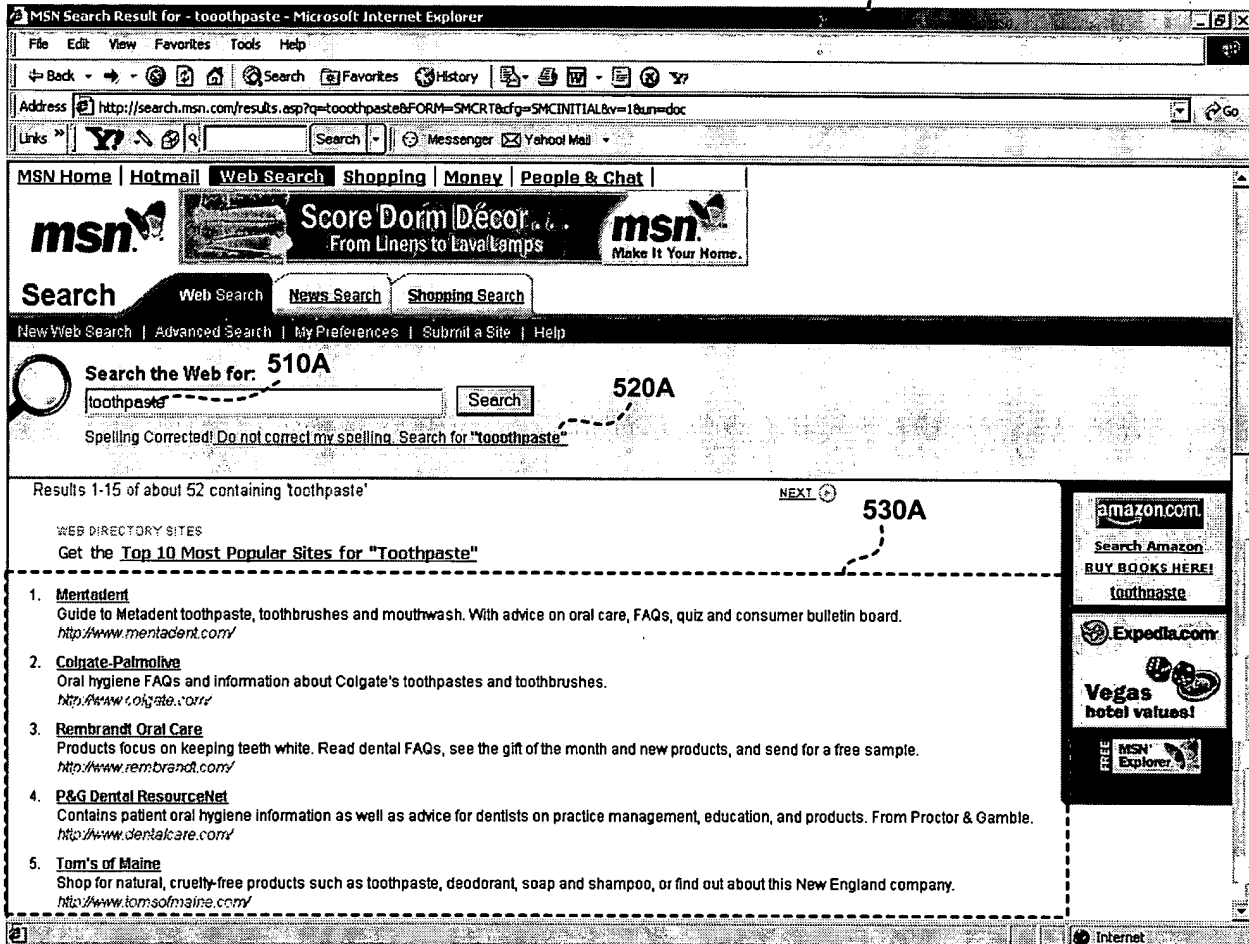 MSN Search Result for - tooothpaste - Microsoft Internet Explorer
File Edit View Favorites Tools Help
Back Search Favorites History
Address http://search.msn.com/results.asp?q=tooothpaste&FORM=SMCRT&cfg=SMCINITIAL&v=1&un=doc Go
Links » Y! Search Messenger Yahoo! Mail
MSN Home | Hotmail Web Search Shopping | Money | People & Chat |
msn. Score Dorm Décor... msn.
From Linens to Lava Lamps Make It Your Home.
Search Web Search News Search Shopping Search
New Web Search | Advanced Search | My Preferences | Submit a Site | Help
Search the Web for: 510A
toothpaste Search 520A
Spelling Corrected! Do not correct my spelling. Search for "tooothpaste"
Results 1-15 of about 52 containing 'toothpaste' NEXT
530A
WEB DIRECTORY SITES
Get the Top 10 Most Popular Sites for "Toothpaste"
1. Mentadent
Guide to Metadent toothpaste, toothbrushes and mouthwash. With advice on oral care, FAQs, quiz and consumer bulletin board.
http://www.mentadent.com/
2. Colgate-Palmolive
Oral hygiene FAQs and information about Colgate's toothpastes and toothbrushes.
http://www.colgate.com/
3. Rembrandt Oral Care
Products focus on keeping teeth white. Read dental FAQs, see the gift of the month and new products, and send for a free sample.
http://www.rembrandt.com/
4. P&G Dental ResourceNet
Contains patient oral hygiene information as well as advice for dentists on practice management, education, and products. From Proctor & Gamble.
http://www.dentalcare.com/
5. Tom's of Maine
Shop for natural, cruelty-free products such as toothpaste, deodorant, soap and shampoo, or find out about this New England company.
http://www.tomsofmaine.com/
amazon.com.
Search Amazon
BUY BOOKS HERE!
toothpaste
Expedia.com
Vegas
hotel values!
FREE MSN Explorer
Internet